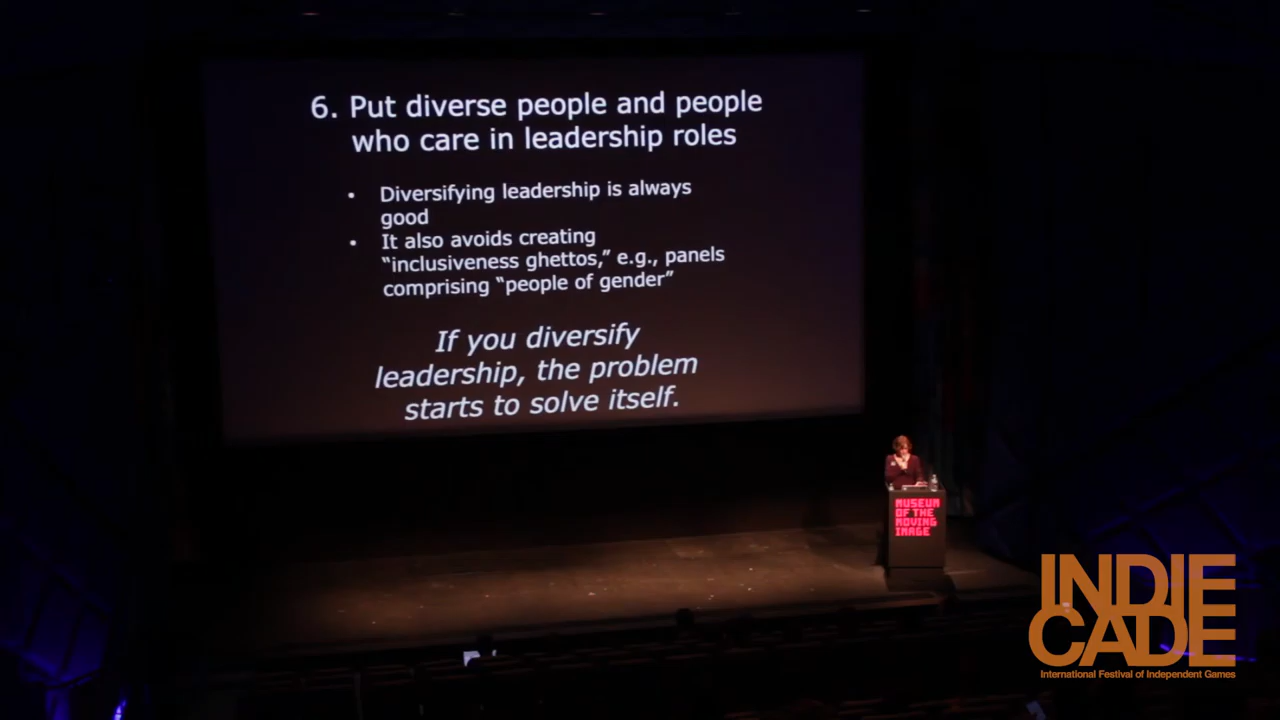 6. Put diverse people and people
who care in leadership roles
• Diversifying leadership is always
good
• It also avoids creating
“inclusiveness ghettos,” e.g., panels
comprising “people of gender”
If you diversify
leadership, the problem
starts to solve itself.
MUSEUM
OF THE
MOVING
IMAGE
INDIE
CADE
International Festival of Independent Games